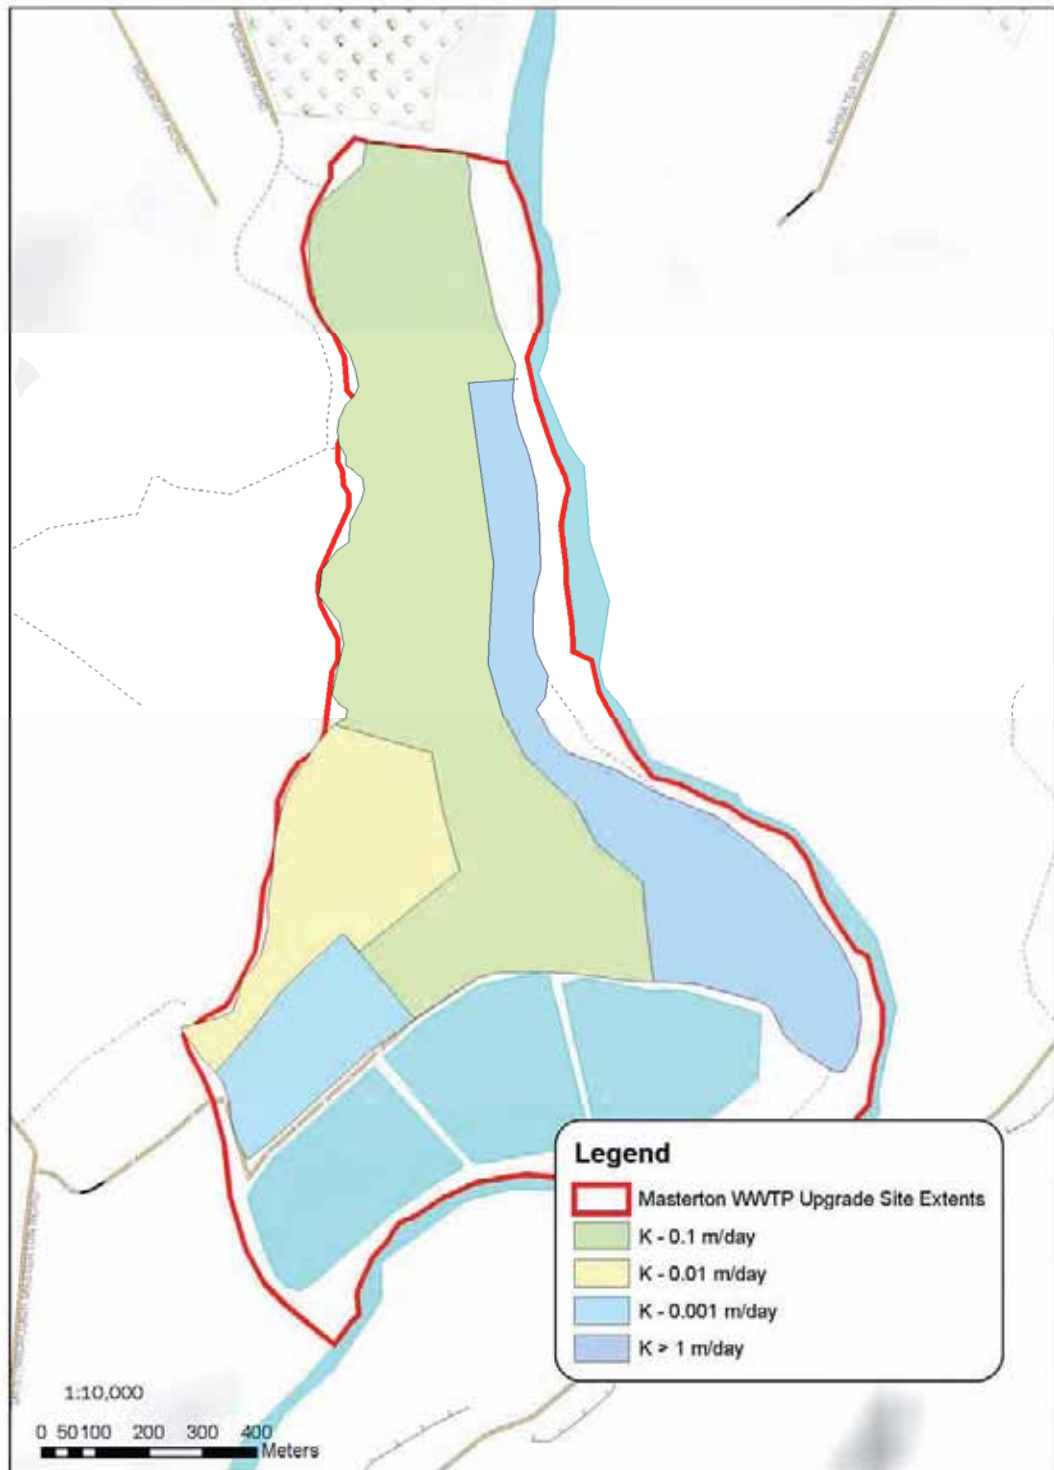 Legend
Masterton WWTP Upgrade Site Extents
K - 0.1 m/day
K - 0.01 m/day
K - 0.001 m/day
K > 1 m/day
1:10,000
0 50 100 200 300 400
Meters